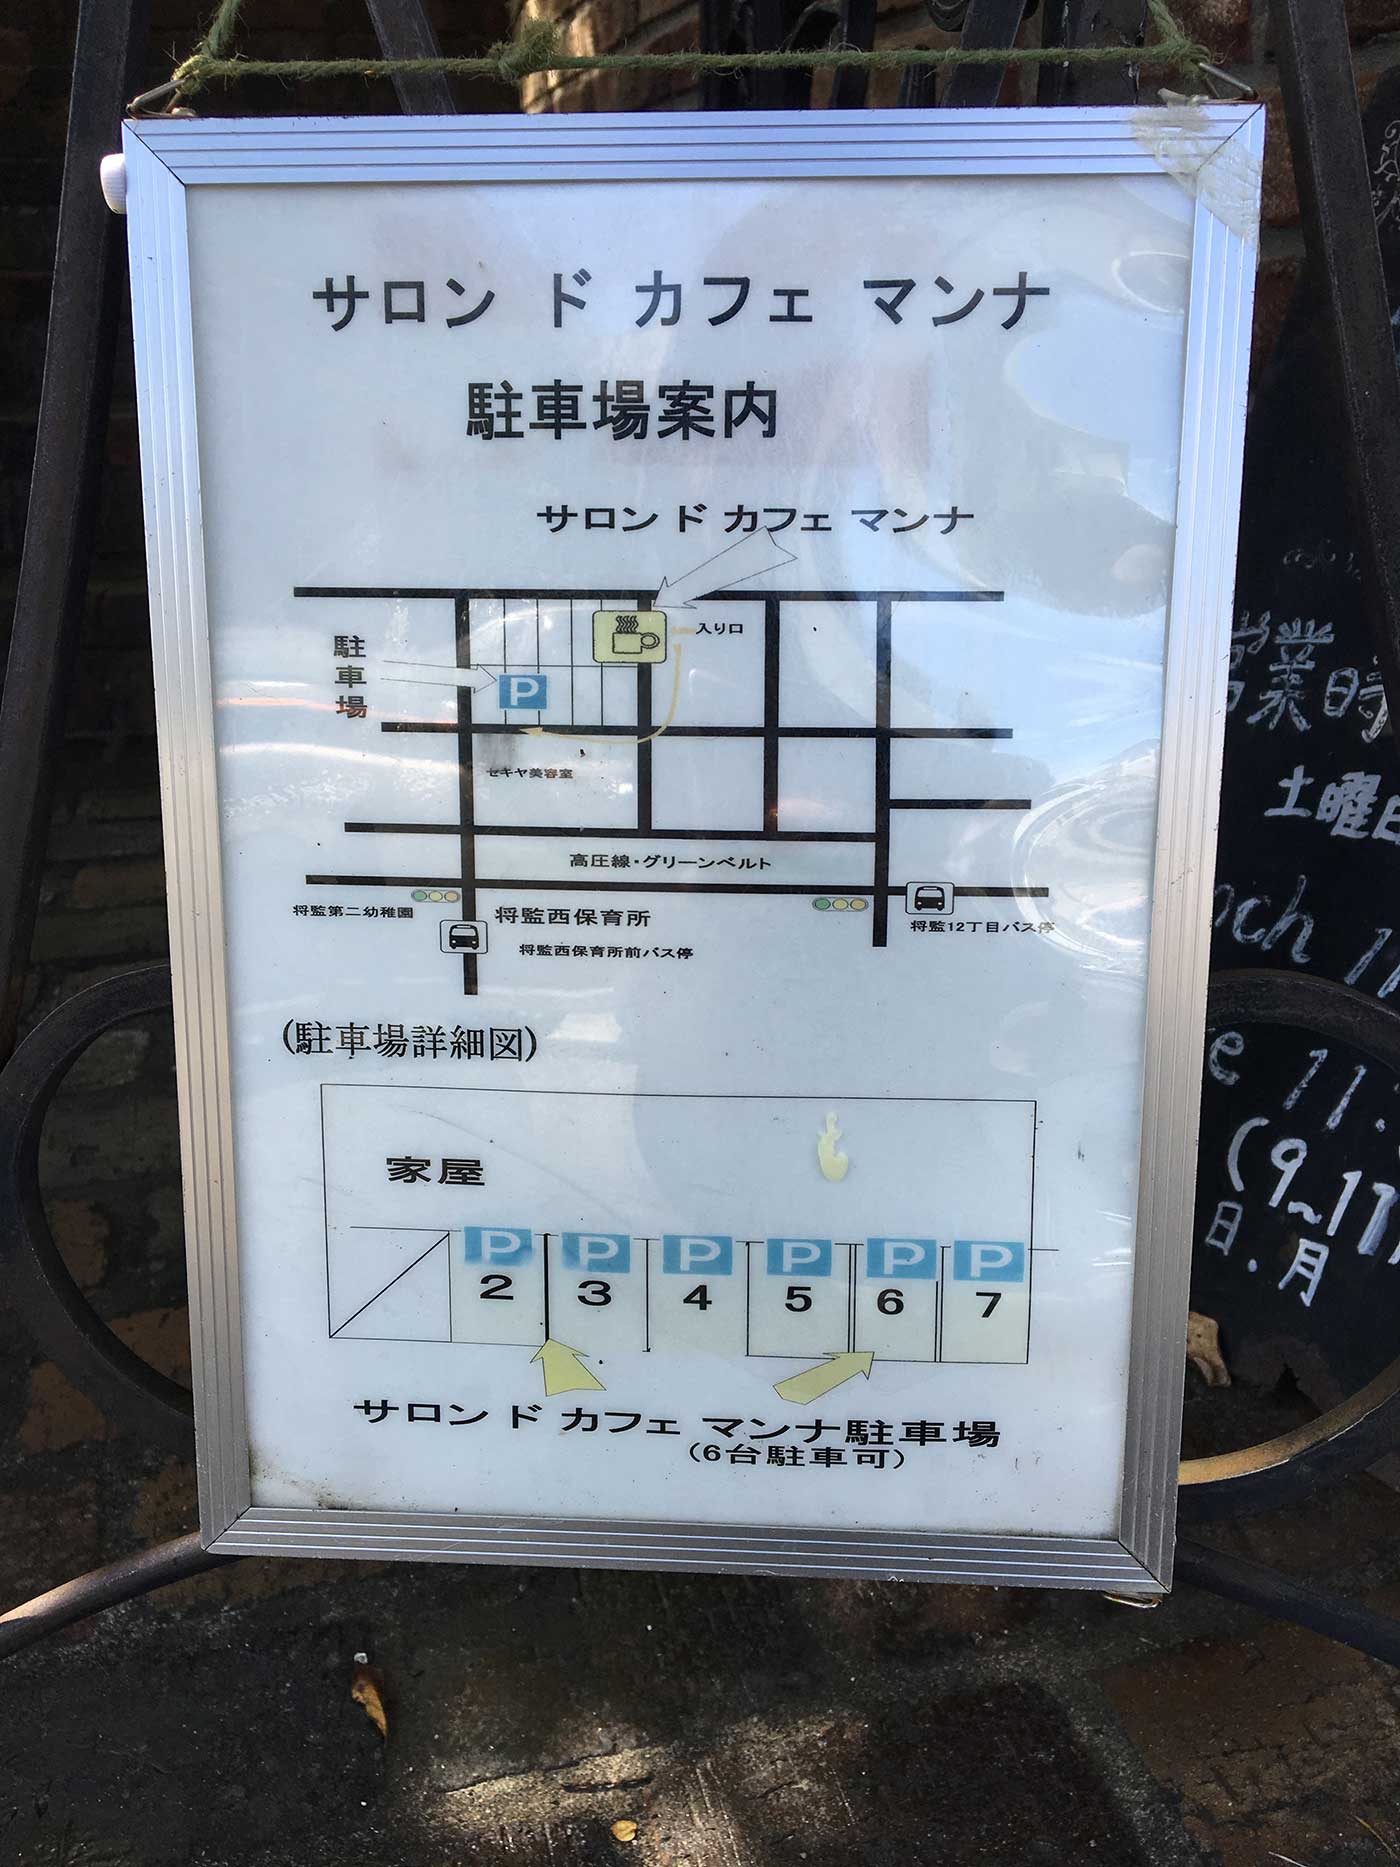 サロン ド カフェ マンナ
駐車場案内
サロン ド カフェ マンナ
入り口
駐車場
P
セキヤ美容室
高圧線・グリーンベルト
将監第二幼稚園
将監西保育所
将監西保育所前バス停
将監12丁目バス停
(駐車場詳細図)
家屋
P P P P P P
2 3 4 5 6 7
サロン ド カフェ マンナ駐車場
(6台駐車可)
営業時
土曜日
11.
(9~17
日.月